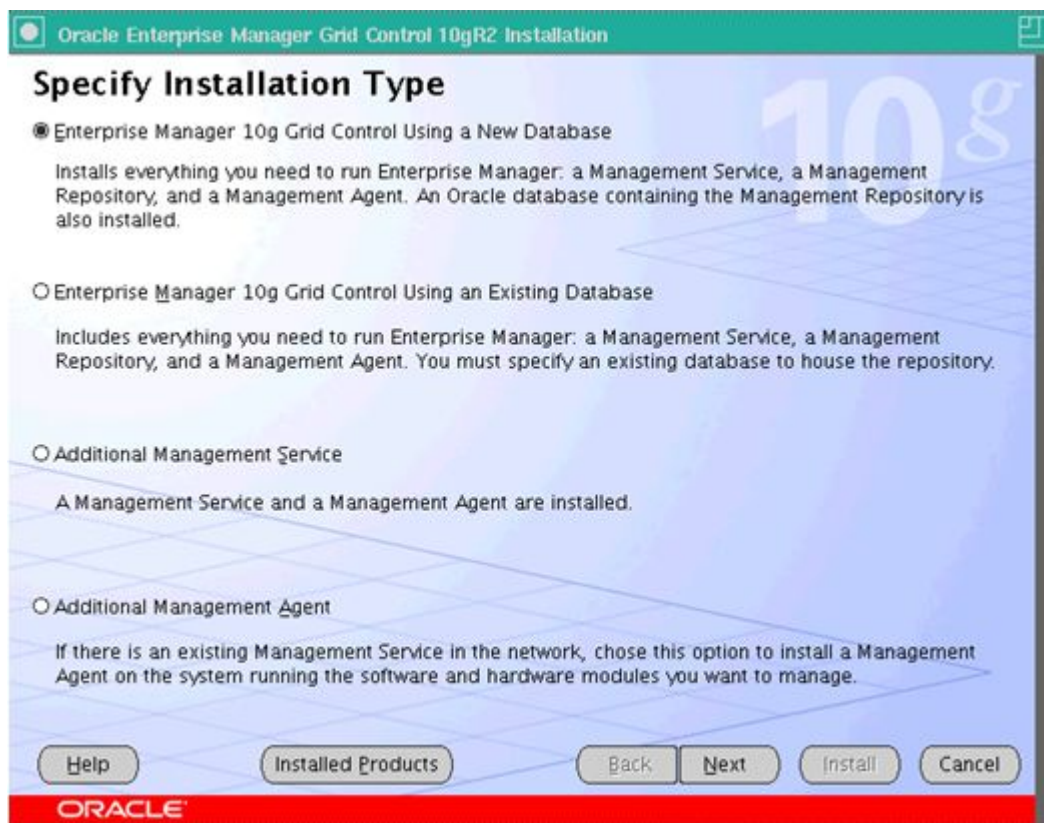 Oracle Enterprise Manager Grid Control 10gR2 Installation
Specify Installation Type
10g
Enterprise Manager 10g Grid Control Using a New Database
Installs everything you need to run Enterprise Manager: a Management Service, a Management
Repository, and a Management Agent. An Oracle database containing the Management Repository is
also installed.
Enterprise Manager 10g Grid Control Using an Existing Database
Includes everything you need to run Enterprise Manager: a Management Service, a Management
Repository, and a Management Agent. You must specify an existing database to house the repository.
Additional Management Service
A Management Service and a Management Agent are installed.
Additional Management Agent
If there is an existing Management Service in the network, chose this option to install a Management
Agent on the system running the software and hardware modules you want to manage.
Help Installed Products Back Next Install Cancel
ORACLE